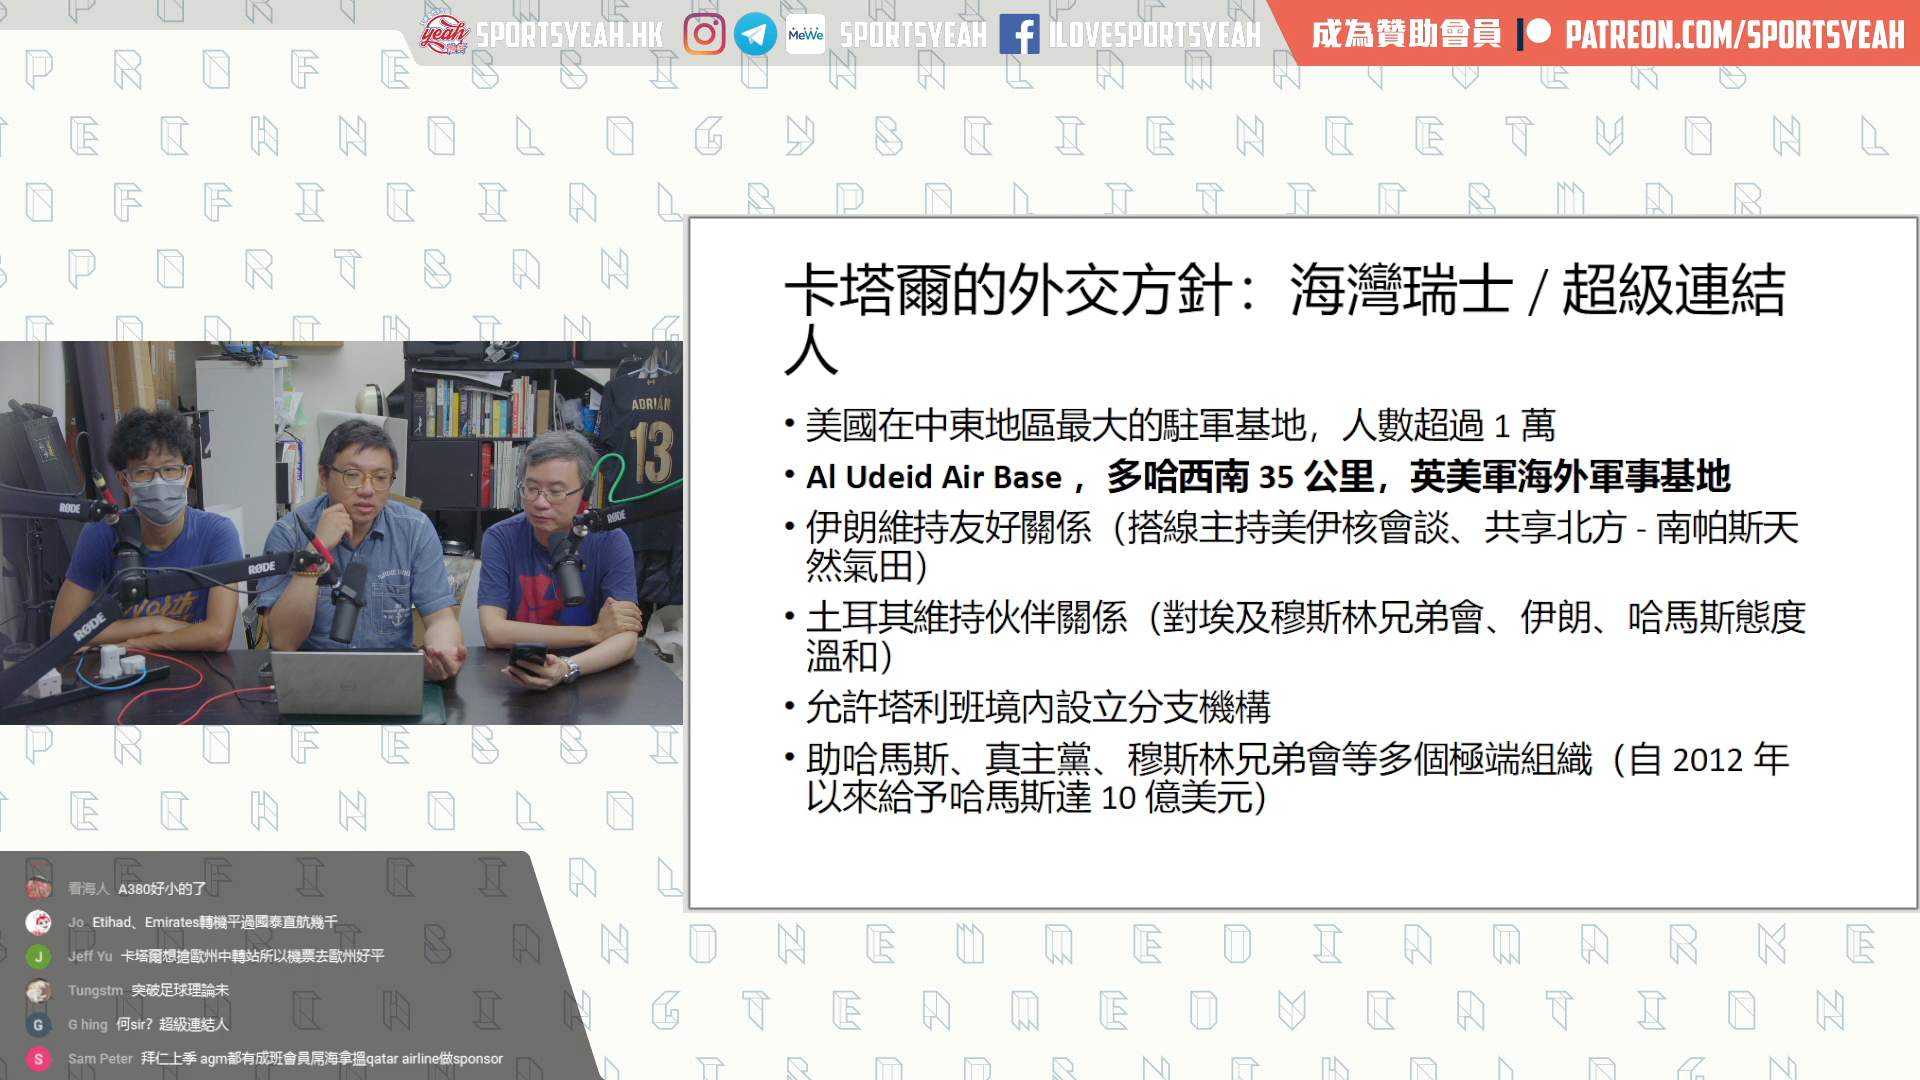 SPORTSYEAH.HK
MeWe
SPORTSYEAH
ILOVESPORTSYEAH
成為贊助會員
PATREON.COM/SPORTSYEAH
卡塔爾的外交方針：海灣瑞士 / 超級連結
人
• 美國在中東地區最大的駐軍基地，人數超過 1 萬
• Al Udeid Air Base ，多哈西南 35 公里，英美軍海外軍事基地
• 伊朗維持友好關係（搭線主持美伊核會談、共享北方 - 南帕斯天
然氣田）
• 土耳其維持伙伴關係（對埃及穆斯林兄弟會、伊朗、哈馬斯態度
溫和）
• 允許塔利班境內設立分支機構
• 助哈馬斯、真主黨、穆斯林兄弟會等多個極端組織（自 2012 年
以來給予哈馬斯達 10 億美元）
ADRIÁN
13
RØDE
RØDE
RØDE
RØDE
看海人 A380好小的了
Jo Etihad、Emirates轉機平過國泰直航幾千
Jeff Yu 卡塔爾想搶歐州中轉站所以機票去歐州好平
Tungstm 突破足球理論未
G hing 何sir? 超級連結人
Sam Peter 拜仁上季 agm都有成班會員屌海拿搵qatar airline做sponsor